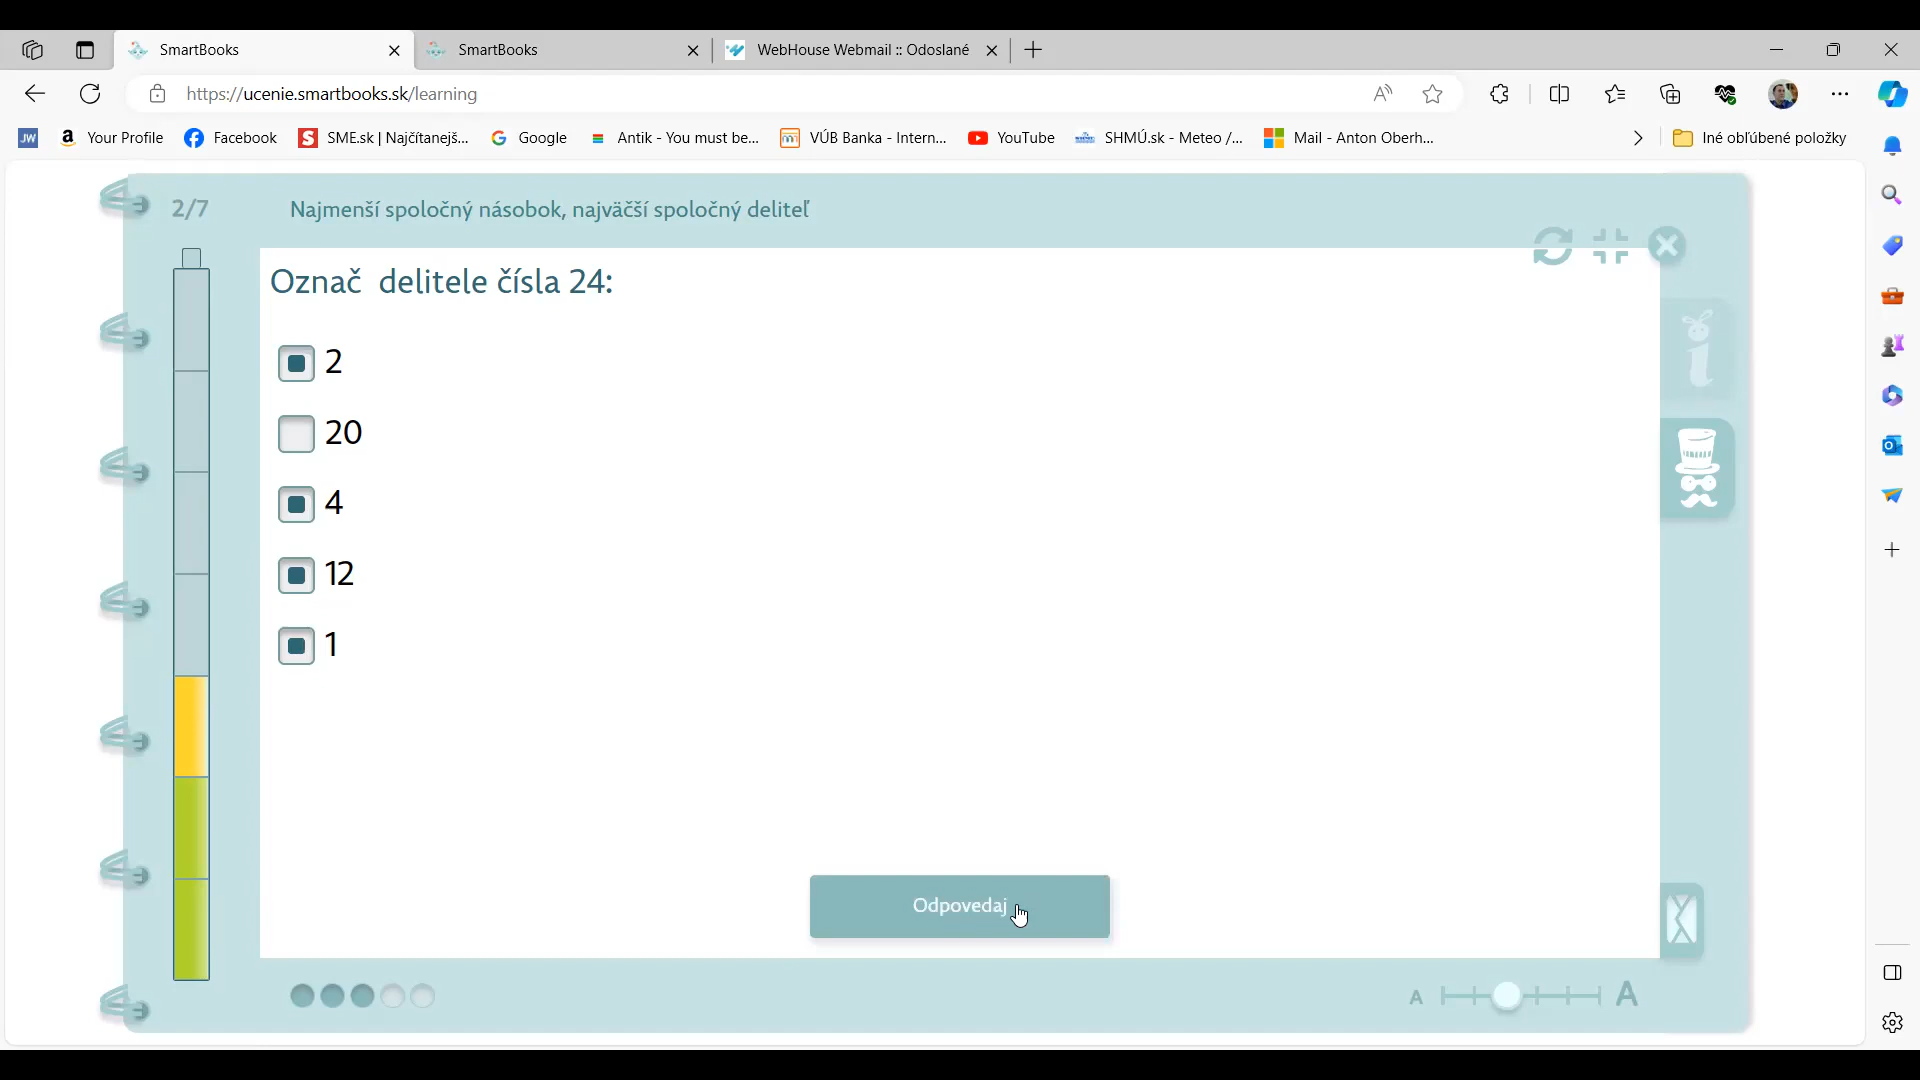 SmartBooks
SmartBooks
WebHouse Webmail :: Odoslané
https://ucenie.smartbooks.sk/learning
JW
Your Profile
Facebook
SME.sk | Najčítanejš...
Google
Antik - You must be...
VÚB Banka - Intern...
YouTube
SHMÚ.sk - Meteo /...
Mail - Anton Oberh...
Iné obľúbené položky
2/7
Najmenší spoločný násobok, najväčší spoločný deliteľ
Označ delitele čísla 24:
2
20
4
12
1
Odpovedaj
A A